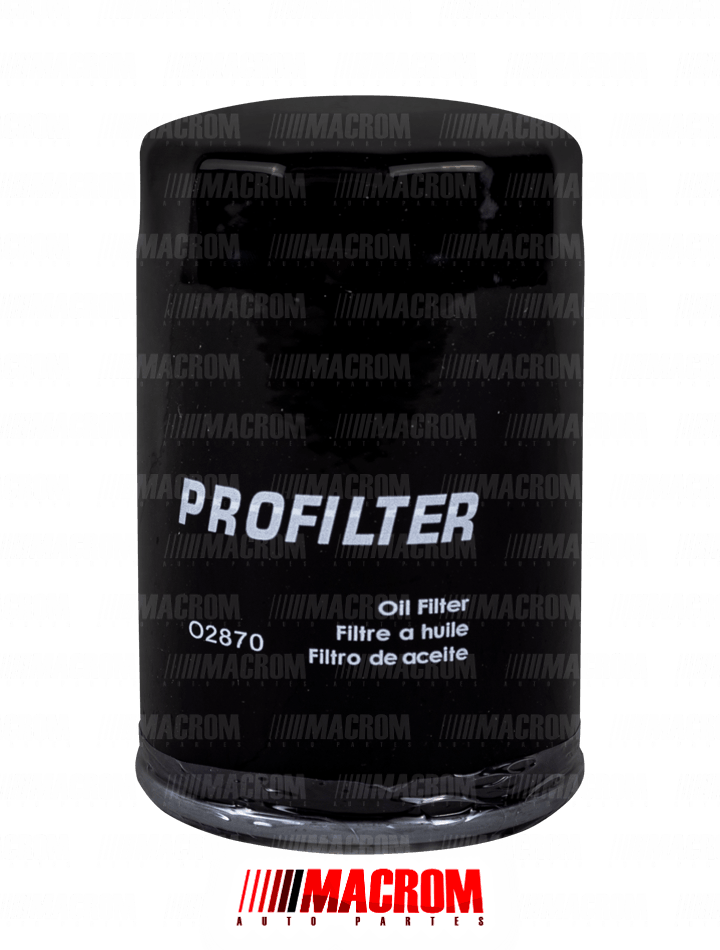 PROFILTER
O2870
Oil Filter
Filtre a huile
Filtro de aceite
MACROM
AUTO PARTES